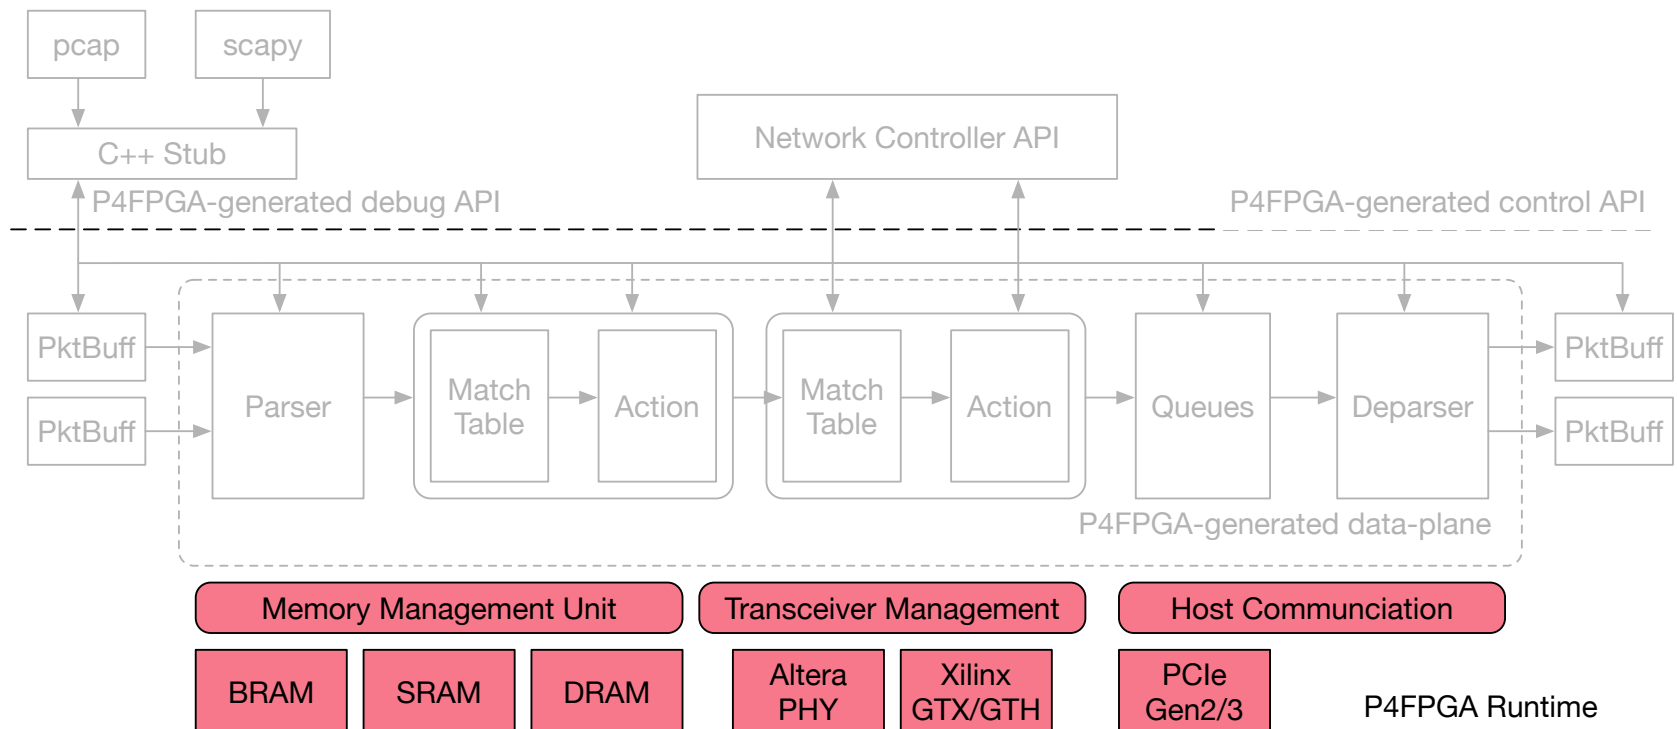 pcap
scapy
C++ Stub
Network Controller API
P4FPGA-generated debug API
P4FPGA-generated control API
PktBuff
PktBuff
Parser
Match
Table
Action
Match
Table
Action
Queues
Deparser
PktBuff
PktBuff
P4FPGA-generated data-plane
Memory Management Unit
Transceiver Management
Host Communciation
BRAM
SRAM
DRAM
Altera
PHY
Xilinx
GTX/GTH
PCIe
Gen2/3
P4FPGA Runtime